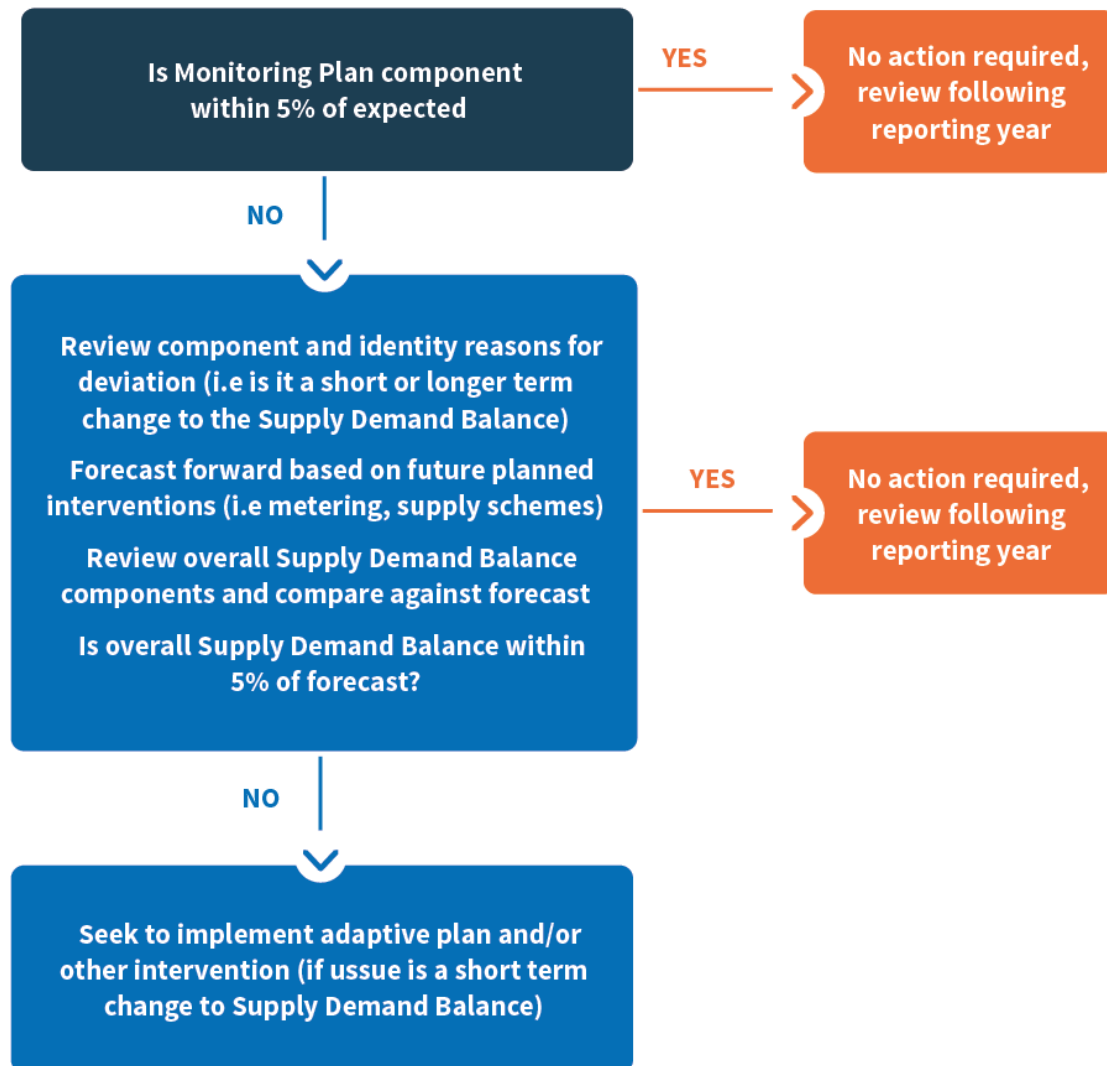 Is Monitoring Plan component
within 5% of expected
YES
No action required,
review following
reporting year
NO
Review component and identity reasons for
deviation (i.e is it a short or longer term
change to the Supply Demand Balance)
Forecast forward based on future planned
interventions (i.e metering, supply schemes)
Review overall Supply Demand Balance
components and compare against forecast
Is overall Supply Demand Balance within
5% of forecast?
YES
No action required,
review following
reporting year
NO
Seek to implement adaptive plan and/or
other intervention (if ussue is a short term
change to Supply Demand Balance)